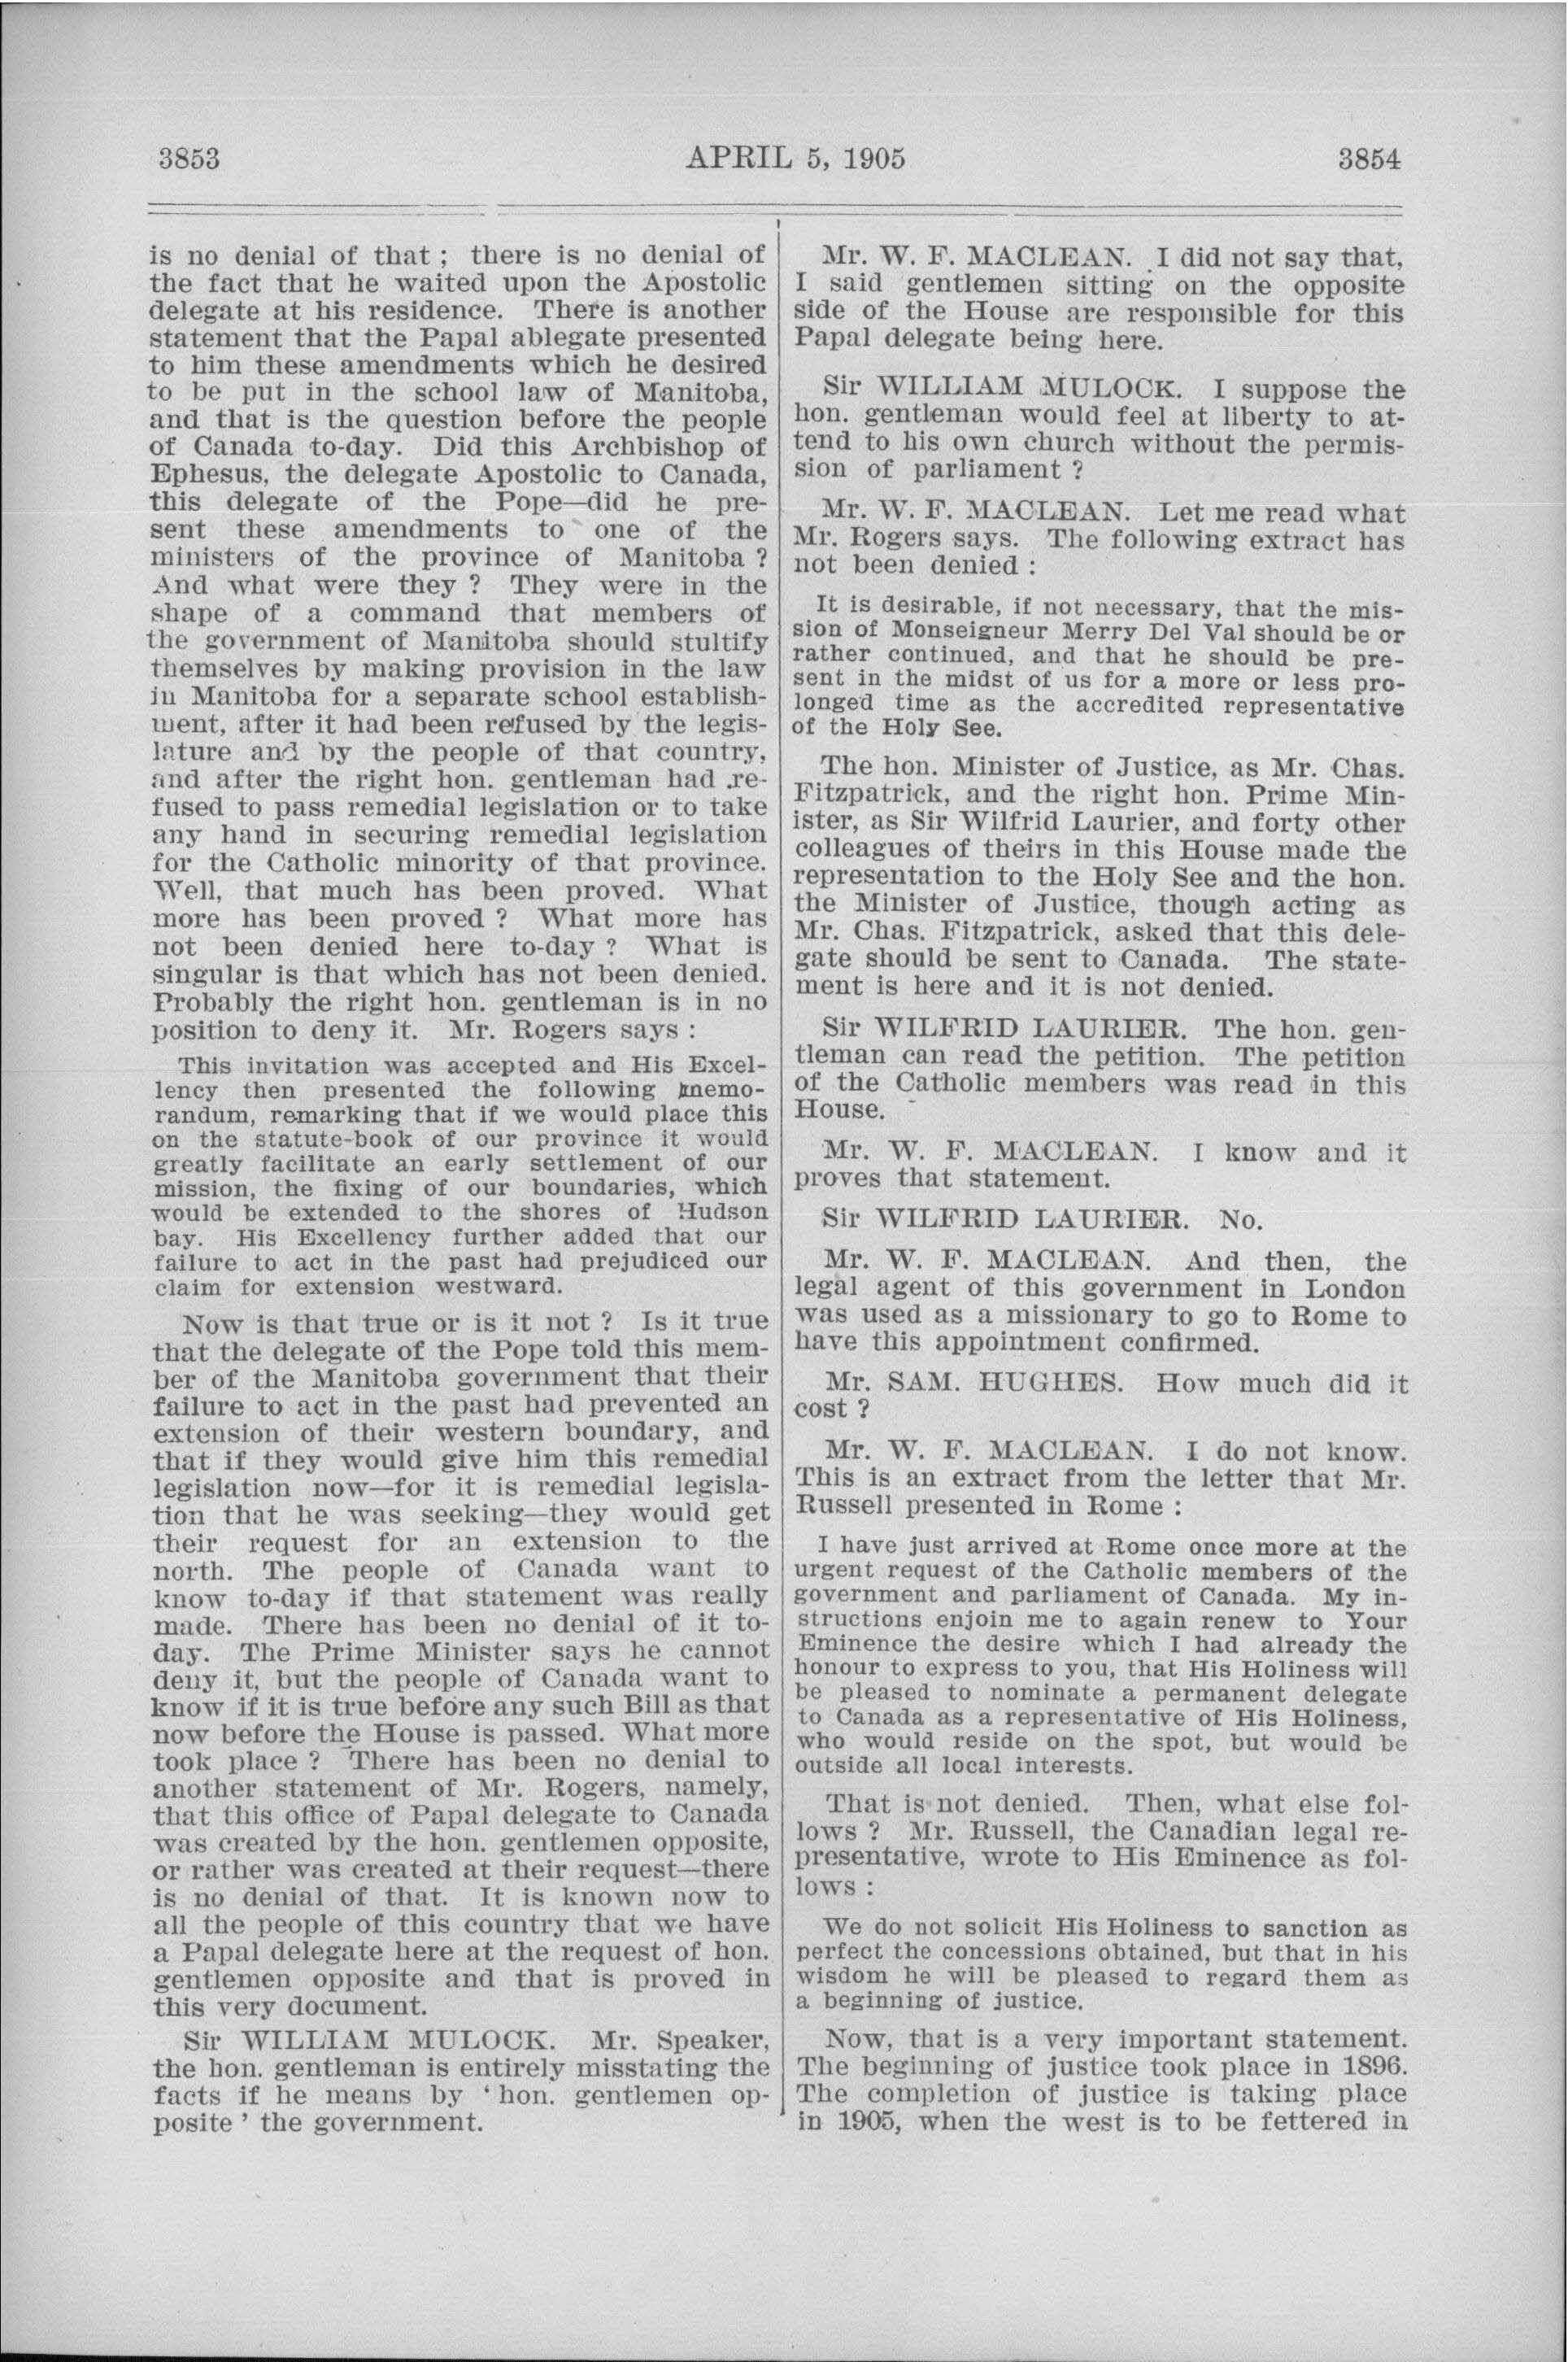 3853 APRIL 5, 1905 3854
is no denial of that ; there is no denial of
the fact that he waited upon the Apostolic
delegate at his residence. There is another
statement that the Papal ablegate presented
to him these amendments which he desired
to be put in the school law of Manitoba,
and that is the question before the people
of Canada to-day. Did this Archbishop of
Ephesus, the delegate Apostolic to Canada,
this delegate of the Pope—did he pre-
sent these amendments to one of the
ministers of the province of Manitoba ?
And what were they ? They were in the
shape of a command that members of
the government of Manitoba should stultify
themselves by making provision in the law
in Manitoba for a separate school establish-
ment, after it had been refused by the legis-
lature and by the people of that country,
and after the right hon. gentleman had re-
fused to pass remedial legislation or to take
any hand in securing remedial legislation
for the Catholic minority of that province.
Well, that much has been proved. What
more has been proved ? What more has
not been denied here to-day ? What is
singular is that which has not been denied.
Probably the right hon. gentleman is in no
position to deny it. Mr. Rogers says :
This invitation was accepted and His Excel-
lency then presented the following memo-
randum, remarking that if we would place this
on the statute-book of our province it would
greatly facilitate an early settlement of our
mission, the fixing of our boundaries, which
would be extended to the shores of Hudson
bay. His Excellency further added that our
failure to act in the past had prejudiced our
claim for extension westward.
Now is that true or is it not ? Is it true
that the delegate of the Pope told this mem-
ber of the Manitoba government that their
failure to act in the past had prevented an
extension of their western boundary, and
that if they would give him this remedial
legislation now—for it is remedial legisla-
tion that he was seeking—they would get
their request for an extension to the
north. The people of Canada want to
know to-day if that statement was really
made. There has been no denial of it to-
day. The Prime Minister says he cannot
deny it, but the people of Canada want to
know if it is true before any such Bill as that
now before the House is passed. What more
took place ? There has been no denial to
another statement of Mr. Rogers, namely,
that this office of Papal delegate to Canada
was created by the hon. gentlemen opposite,
or rather was created at their request—there
is no denial of that. It is known now to
all the people of this country that we have
a Papal delegate here at the request of hon.
gentlemen opposite and that is proved in
this very document.
Sir WILLIAM MULOCK. Mr. Speaker,
the hon. gentleman is entirely misstating the
facts if he means by ‘ hon. gentlemen op-
posite ’ the government.
Mr. W. F. MACLEAN. I did not say that,
I said gentlemen sitting on the opposite
side of the House are responsible for this
Papal delegate being here.
Sir WILLIAM MULOCK. I suppose the
hon. gentleman would feel at liberty to at-
tend to his own church without the permis-
sion of parliament ?
Mr. W. F. MACLEAN. Let me read what
Mr. Rogers says. The following extract has
not been denied :
It is desirable, if not necessary, that the mis-
sion of Monseigneur Merry Del Val should be or
rather continued, and that he should be pre-
sent in the midst of us for a more or less pro-
longed time as the accredited representative
of the Holy See.
The hon. Minister of Justice, as Mr. Chas.
Fitzpatrick, and the right hon. Prime Min-
ister, as Sir Wilfrid Laurier, and forty other
colleagues of theirs in this House made the
representation to the Holy See and the hon.
the Minister of Justice, though acting as
Mr. Chas. Fitzpatrick, asked that this dele-
gate should be sent to Canada. The state-
ment is here and it is not denied.
Sir WILFRID LAURIER. The hon. gen-
tleman can read the petition. The petition
of the Catholic members was read in this
House.
Mr. W. F. MACLEAN. I know and it
proves that statement.
Sir WILFRID LAURIER. No.
Mr. W. F. MACLEAN. And then, the
legal agent of this government in London
was used as a missionary to go to Rome to
have this appointment confirmed.
Mr. SAM. HUGHES. How much did it
cost ?
Mr. W. F. MACLEAN. I do not know.
This is an extract from the letter that Mr.
Russell presented in Rome :
I have just arrived at Rome once more at the
urgent request of the Catholic members of the
government and parliament of Canada. My in-
structions enjoin me to again renew to Your
Eminence the desire which I had already the
honour to express to you, that His Holiness will
be pleased to nominate a permanent delegate
to Canada as a representative of His Holiness,
who would reside on the spot, but would be
outside all local interests.
That is not denied. Then, what else fol-
lows ? Mr. Russell, the Canadian legal re-
presentative, wrote to His Eminence as fol-
lows :
We do not solicit His Holiness to sanction as
perfect the concessions obtained, but that in his
wisdom he will be pleased to regard them as
a beginning of justice.
Now, that is a very important statement.
The beginning of justice took place in 1896.
The completion of justice is taking place
in 1905, when the west is to be fettered in